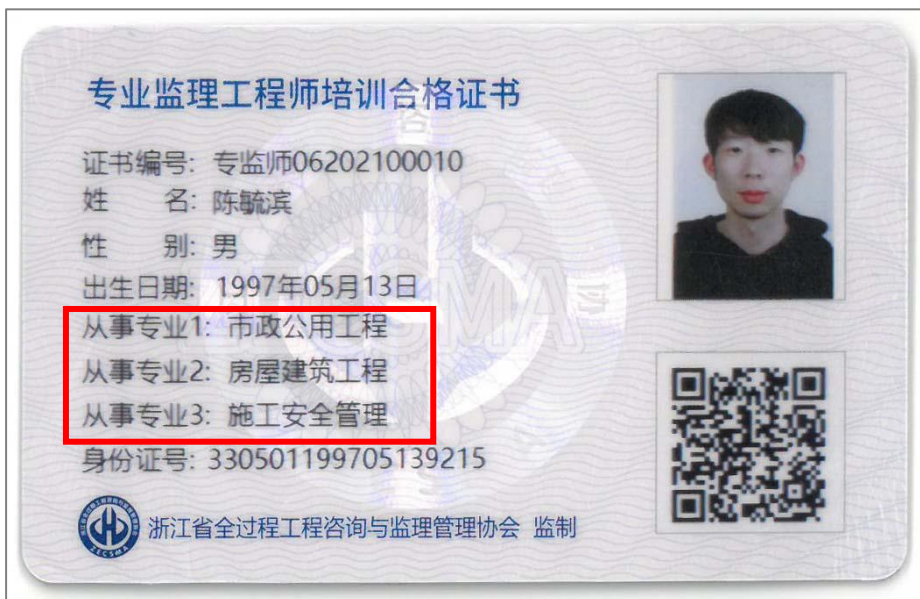 专业监理工程师培训合格证书
证书编号: 专监师06202100010
姓 名: 陈毓滨
性 别: 男
出生日期: 1997年05月13日
从事专业1: 市政公用工程
从事专业2: 房屋建筑工程
从事专业3: 施工安全管理
身份证号: 330501199705139215
浙江省全过程工程咨询与监理管理协会 监制
ZECSMA